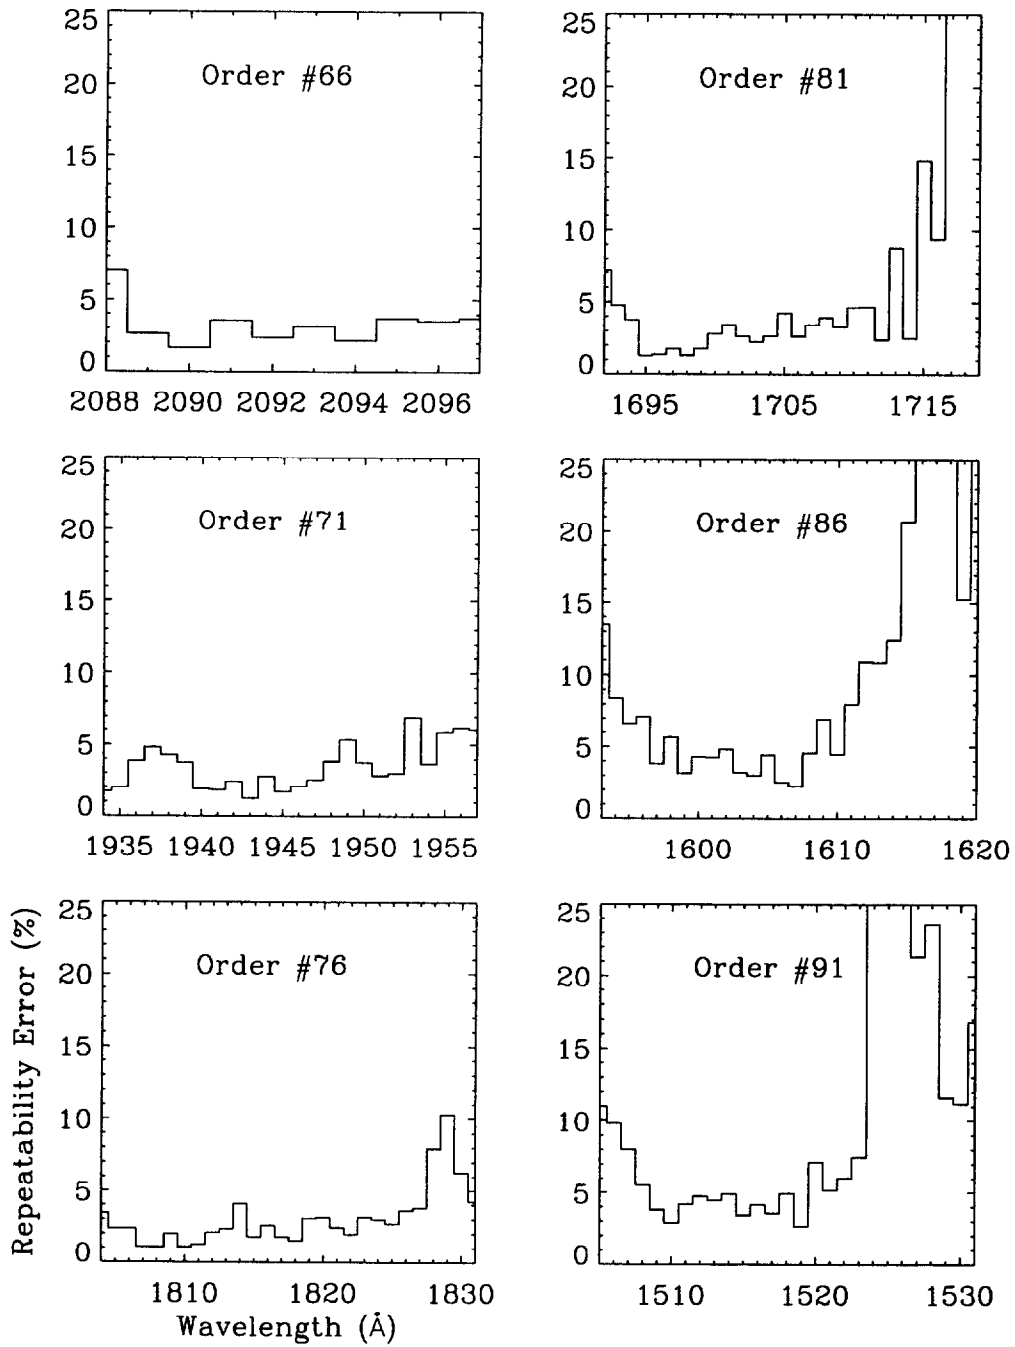 25
20
15
10
5
0
Order #66
2088 2090 2092 2094 2096
25
20
15
10
5
0
Order #81
1695 1705 1715
25
20
15
10
5
0
Order #71
1935 1940 1945 1950 1955
25
20
15
10
5
0
Order #86
1600 1610 1620
Repeatability Error (%)
25
20
15
10
5
0
Order #76
1810 1820 1830
Wavelength (Å)
25
20
15
10
5
0
Order #91
1510 1520 1530